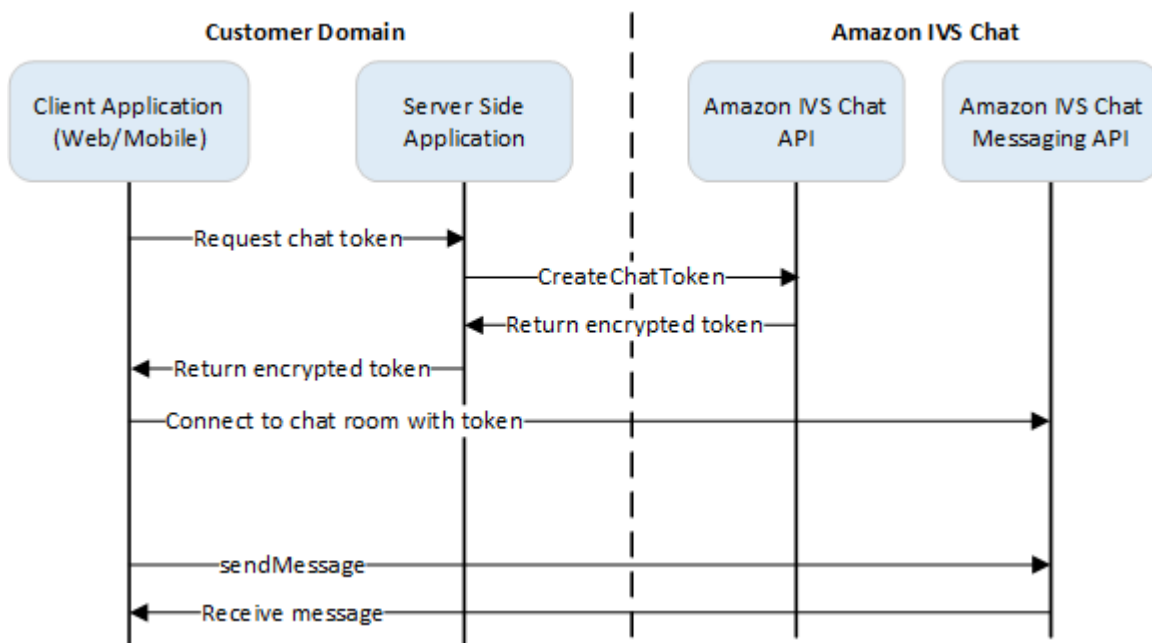 Customer Domain
Amazon IVS Chat
Client Application
(Web/Mobile)
Server Side
Application
Amazon IVS Chat
API
Amazon IVS Chat
Messaging API
Request chat token
CreateChatToken
Return encrypted token
Return encrypted token
Connect to chat room with token
sendMessage
Receive message